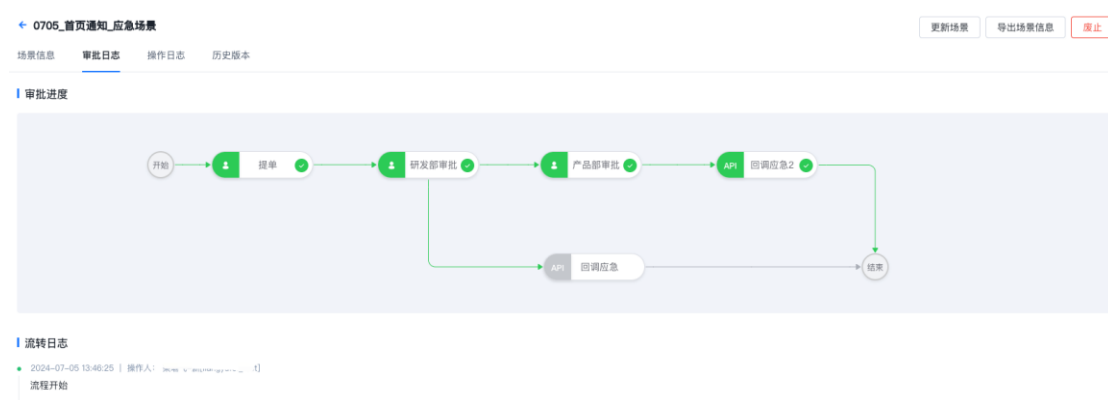 ← 0705_首页通知_应急场景
更新场景 导出场景信息 废止
场景信息 审批日志 操作日志 历史版本
审批进度
开始 提单 研发部审批 产品部审批 API 回调应急2
API 回调应急 结束
流转日志
2024-07-05 13:46:25 | 操作人：
流程开始